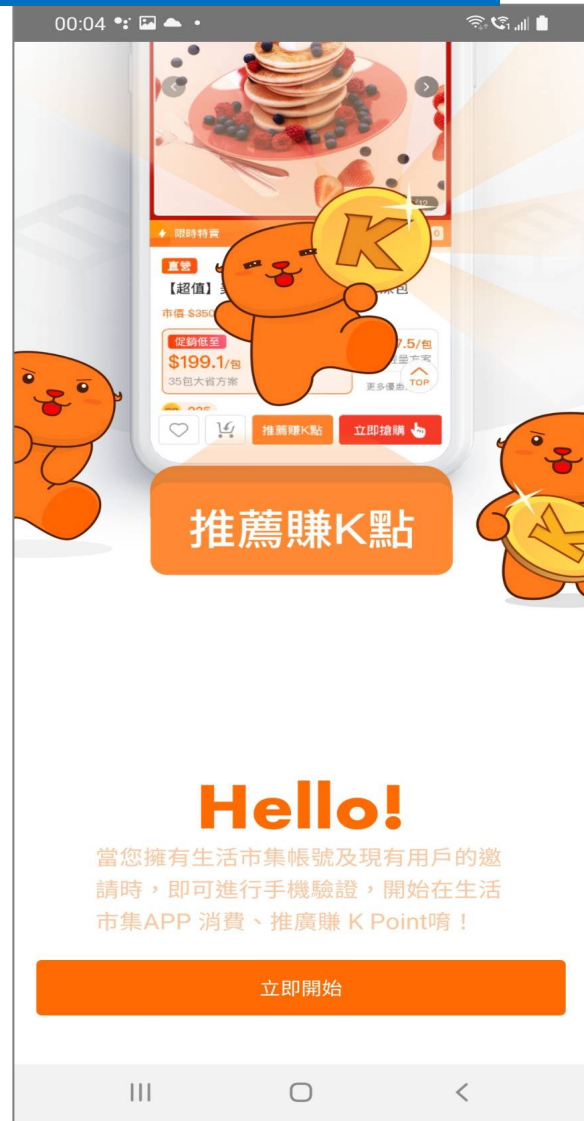 00:04
限時特賣
直營
【超值】
市價 $350
促銷低至
$199.1/包
35包大省方案
7.5/包
更多優惠
TOP
推薦賺K點
立即搶購
推薦賺K點
Hello!
當您擁有生活市集帳號及現有用戶的邀
請時，即可進行手機驗證，開始在生活
市集APP 消費、推廣賺 K Point唷！
立即開始